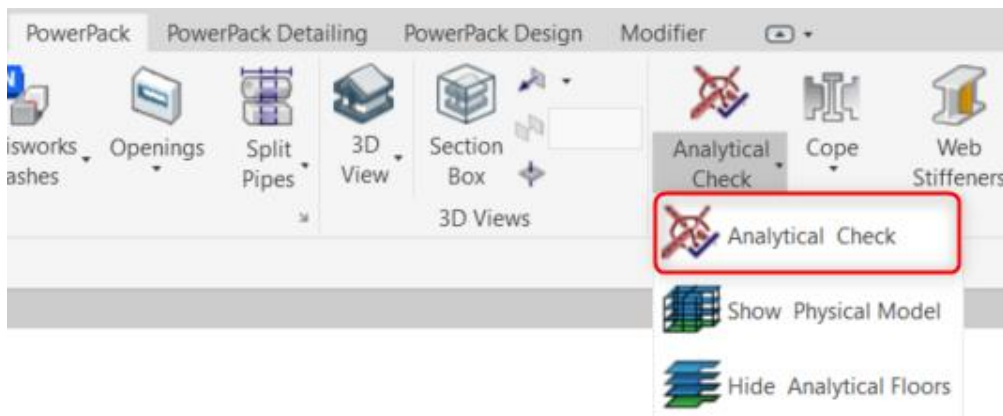 PowerPack PowerPack Detailing PowerPack Design Modifier
isworks Openings Split 3D Section Analytical Cope Web
ashes Pipes View Box Check Stiffeners
3D Views
Analytical Check
Show Physical Model
Hide Analytical Floors